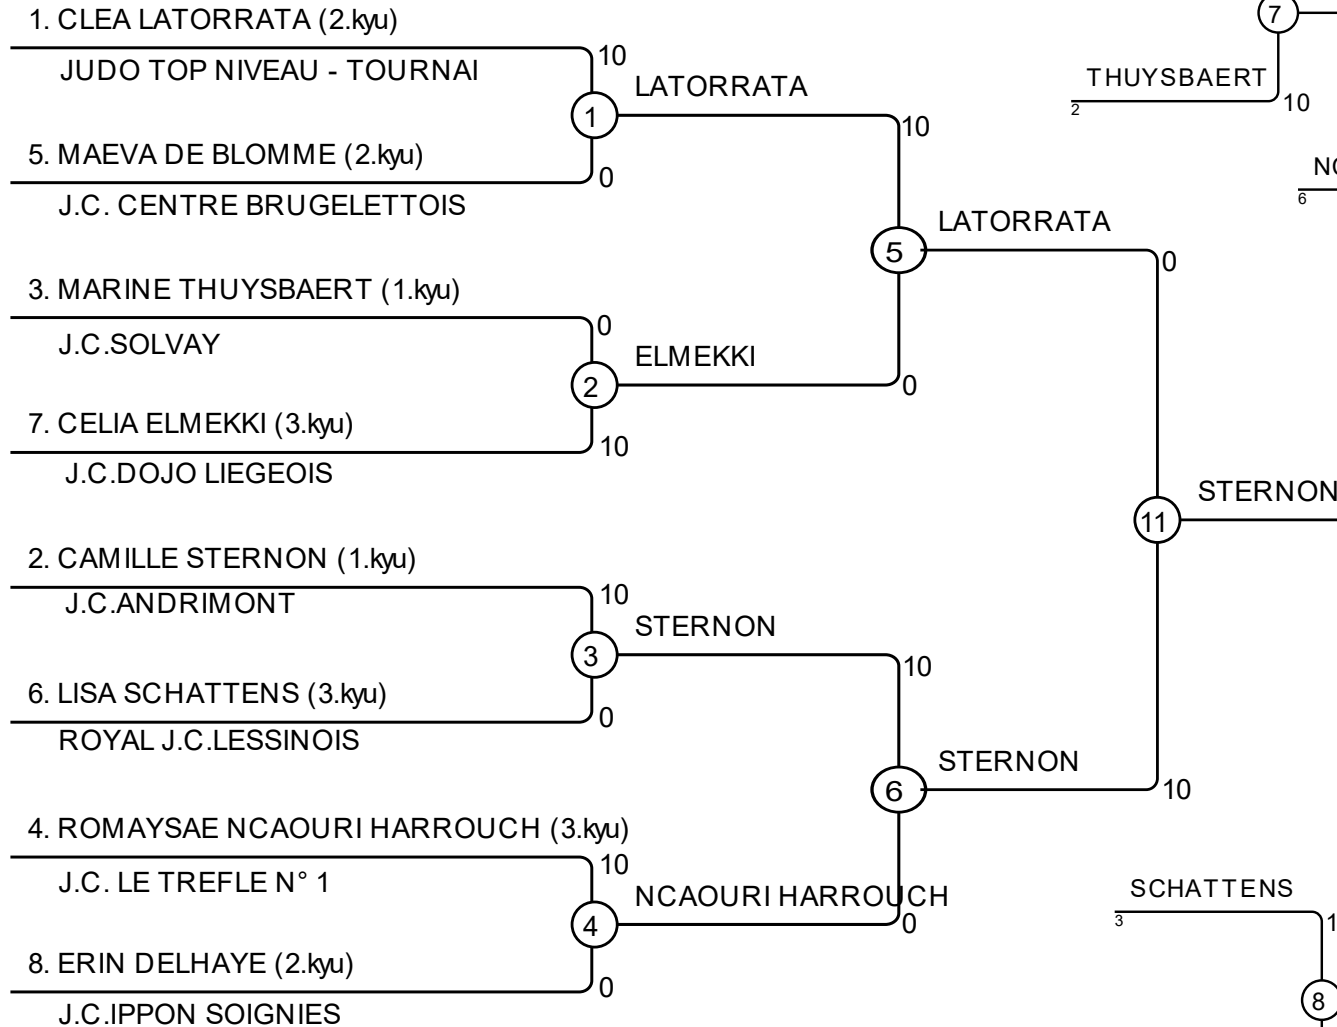 1. CLEA LATORRATA (2.kyu)
10
JUDO TOP NIVEAU - TOURNAI
LATORRATA
1
10
5. MAEVA DE BLOMME (2.kyu)
0
J.C. CENTRE BRUGELETTOIS
LATORRATA
5
0
3. MARINE THUYSBAERT (1.kyu)
0
J.C.SOLVAY
ELMEKKI
2
0
7. CELIA ELMEKKI (3.kyu)
10
J.C.DOJO LIEGEOIS
STERNON
11
2. CAMILLE STERNON (1.kyu)
10
J.C.ANDRIMONT
STERNON
3
10
6. LISA SCHATTENS (3.kyu)
0
ROYAL J.C.LESSINOIS
STERNON
6
10
4. ROMAYSAE NCAOURI HARROUCH (3.kyu)
10
J.C. LE TREFLE N° 1
NCAOURI HARROUCH
4
0
8. ERIN DELHAYE (2.kyu)
0
J.C.IPPON SOIGNIES
7
THUYSBAERT
2
10
6
SCHATTENS
3
8